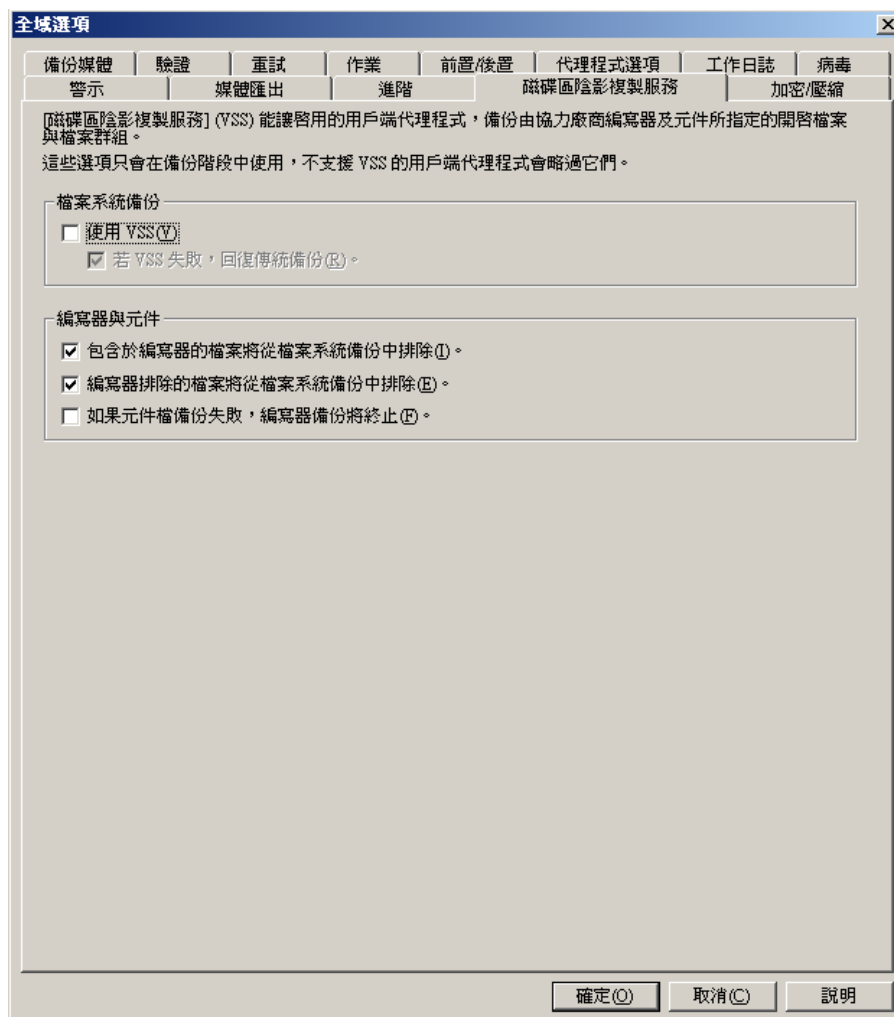 全域選項
備份媒體 驗證 重試 作業 前置/後置 代理程式選項 工作日誌 病毒
警示 媒體匯出 進階 磁碟區陰影複製服務 加密/壓縮
[磁碟區陰影複製服務] (VSS) 能讓啓用的用戶端代理程式，備份由協力廠商編寫器及元件所指定的開啓檔案
與檔案群組。
這些選項只會在備份階段中使用，不支援 VSS 的用戶端代理程式會略過它們。
檔案系統備份
使用 VSS(V)
若 VSS 失敗，回復傳統備份(R)。
編寫器與元件
包含於編寫器的檔案將從檔案系統備份中排除(I)。
編寫器排除的檔案將從檔案系統備份中排除(E)。
如果元件檔備份失敗，編寫器備份將終止(F)。
確定(O) 取消(C) 說明